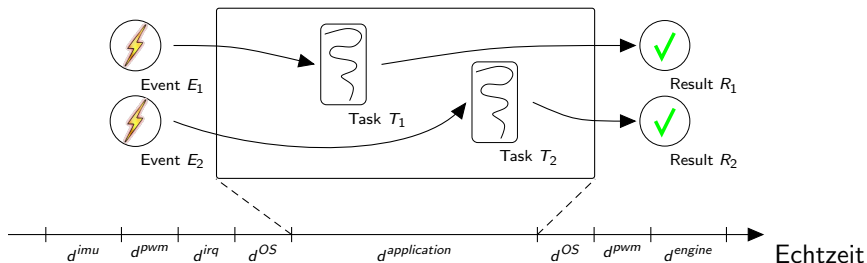 Event E₁
Task T₁
Result R₁
Event E₂
Task T₂
Result R₂
d^imu d^pwm d^irq d^OS d^application d^OS d^pwm d^engine
Echtzeit